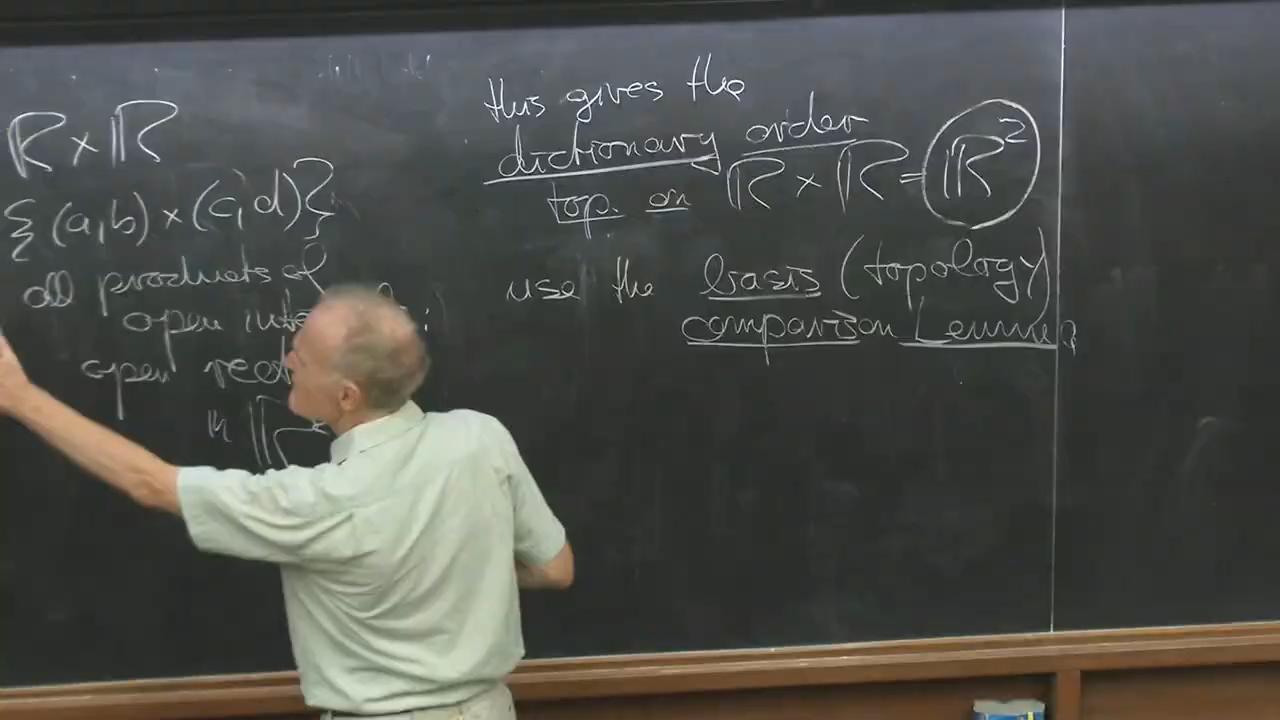 ℝ × ℝ
{(a,b) × (c,d)}
all products of
open inte
open rect
in ℝ
this gives the
dictionary order
top. on ℝ × ℝ = ℝ²
use the basis (topology)
comparison Lemma